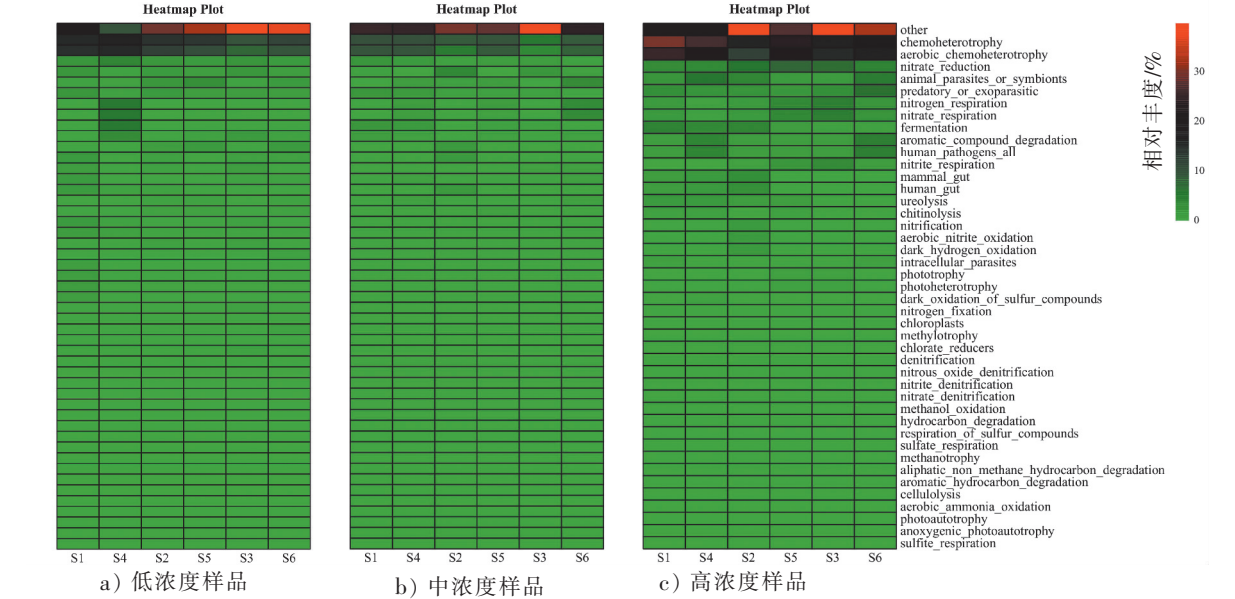 Heatmap Plot
Heatmap Plot
Heatmap Plot
other
chemoheterotrophy
aerobic_chemoheterotrophy
nitrate_reduction
animal_parasites_or_symbionts
predatory_or_exoparasitic
nitrogen_respiration
nitrate_respiration
fermentation
aromatic_compound_degradation
human_pathogens_all
nitrite_respiration
mammal_gut
human_gut
ureolysis
chitinolysis
nitrification
aerobic_nitrite_oxidation
dark_hydrogen_oxidation
intracellular_parasites
phototrophy
photoheterotrophy
dark_oxidation_of_sulfur_compounds
nitrogen_fixation
chloroplasts
methylotrophy
chlorate_reducers
denitrification
nitrous_oxide_denitrification
nitrite_denitrification
nitrate_denitrification
methanol_oxidation
hydrocarbon_degradation
respiration_of_sulfur_compounds
sulfate_respiration
methanotrophy
aliphatic_non_methane_hydrocarbon_degradation
aromatic_hydrocarbon_degradation
cellulolysis
aerobic_ammonia_oxidation
photoautotrophy
anoxygenic_photoautotrophy
sulfite_respiration
相对丰度/%
30
20
10
0
S1 S4 S2 S5 S3 S6
S1 S4 S2 S5 S3 S6
S1 S4 S2 S5 S3 S6
a）低浓度样品
b）中浓度样品
c）高浓度样品